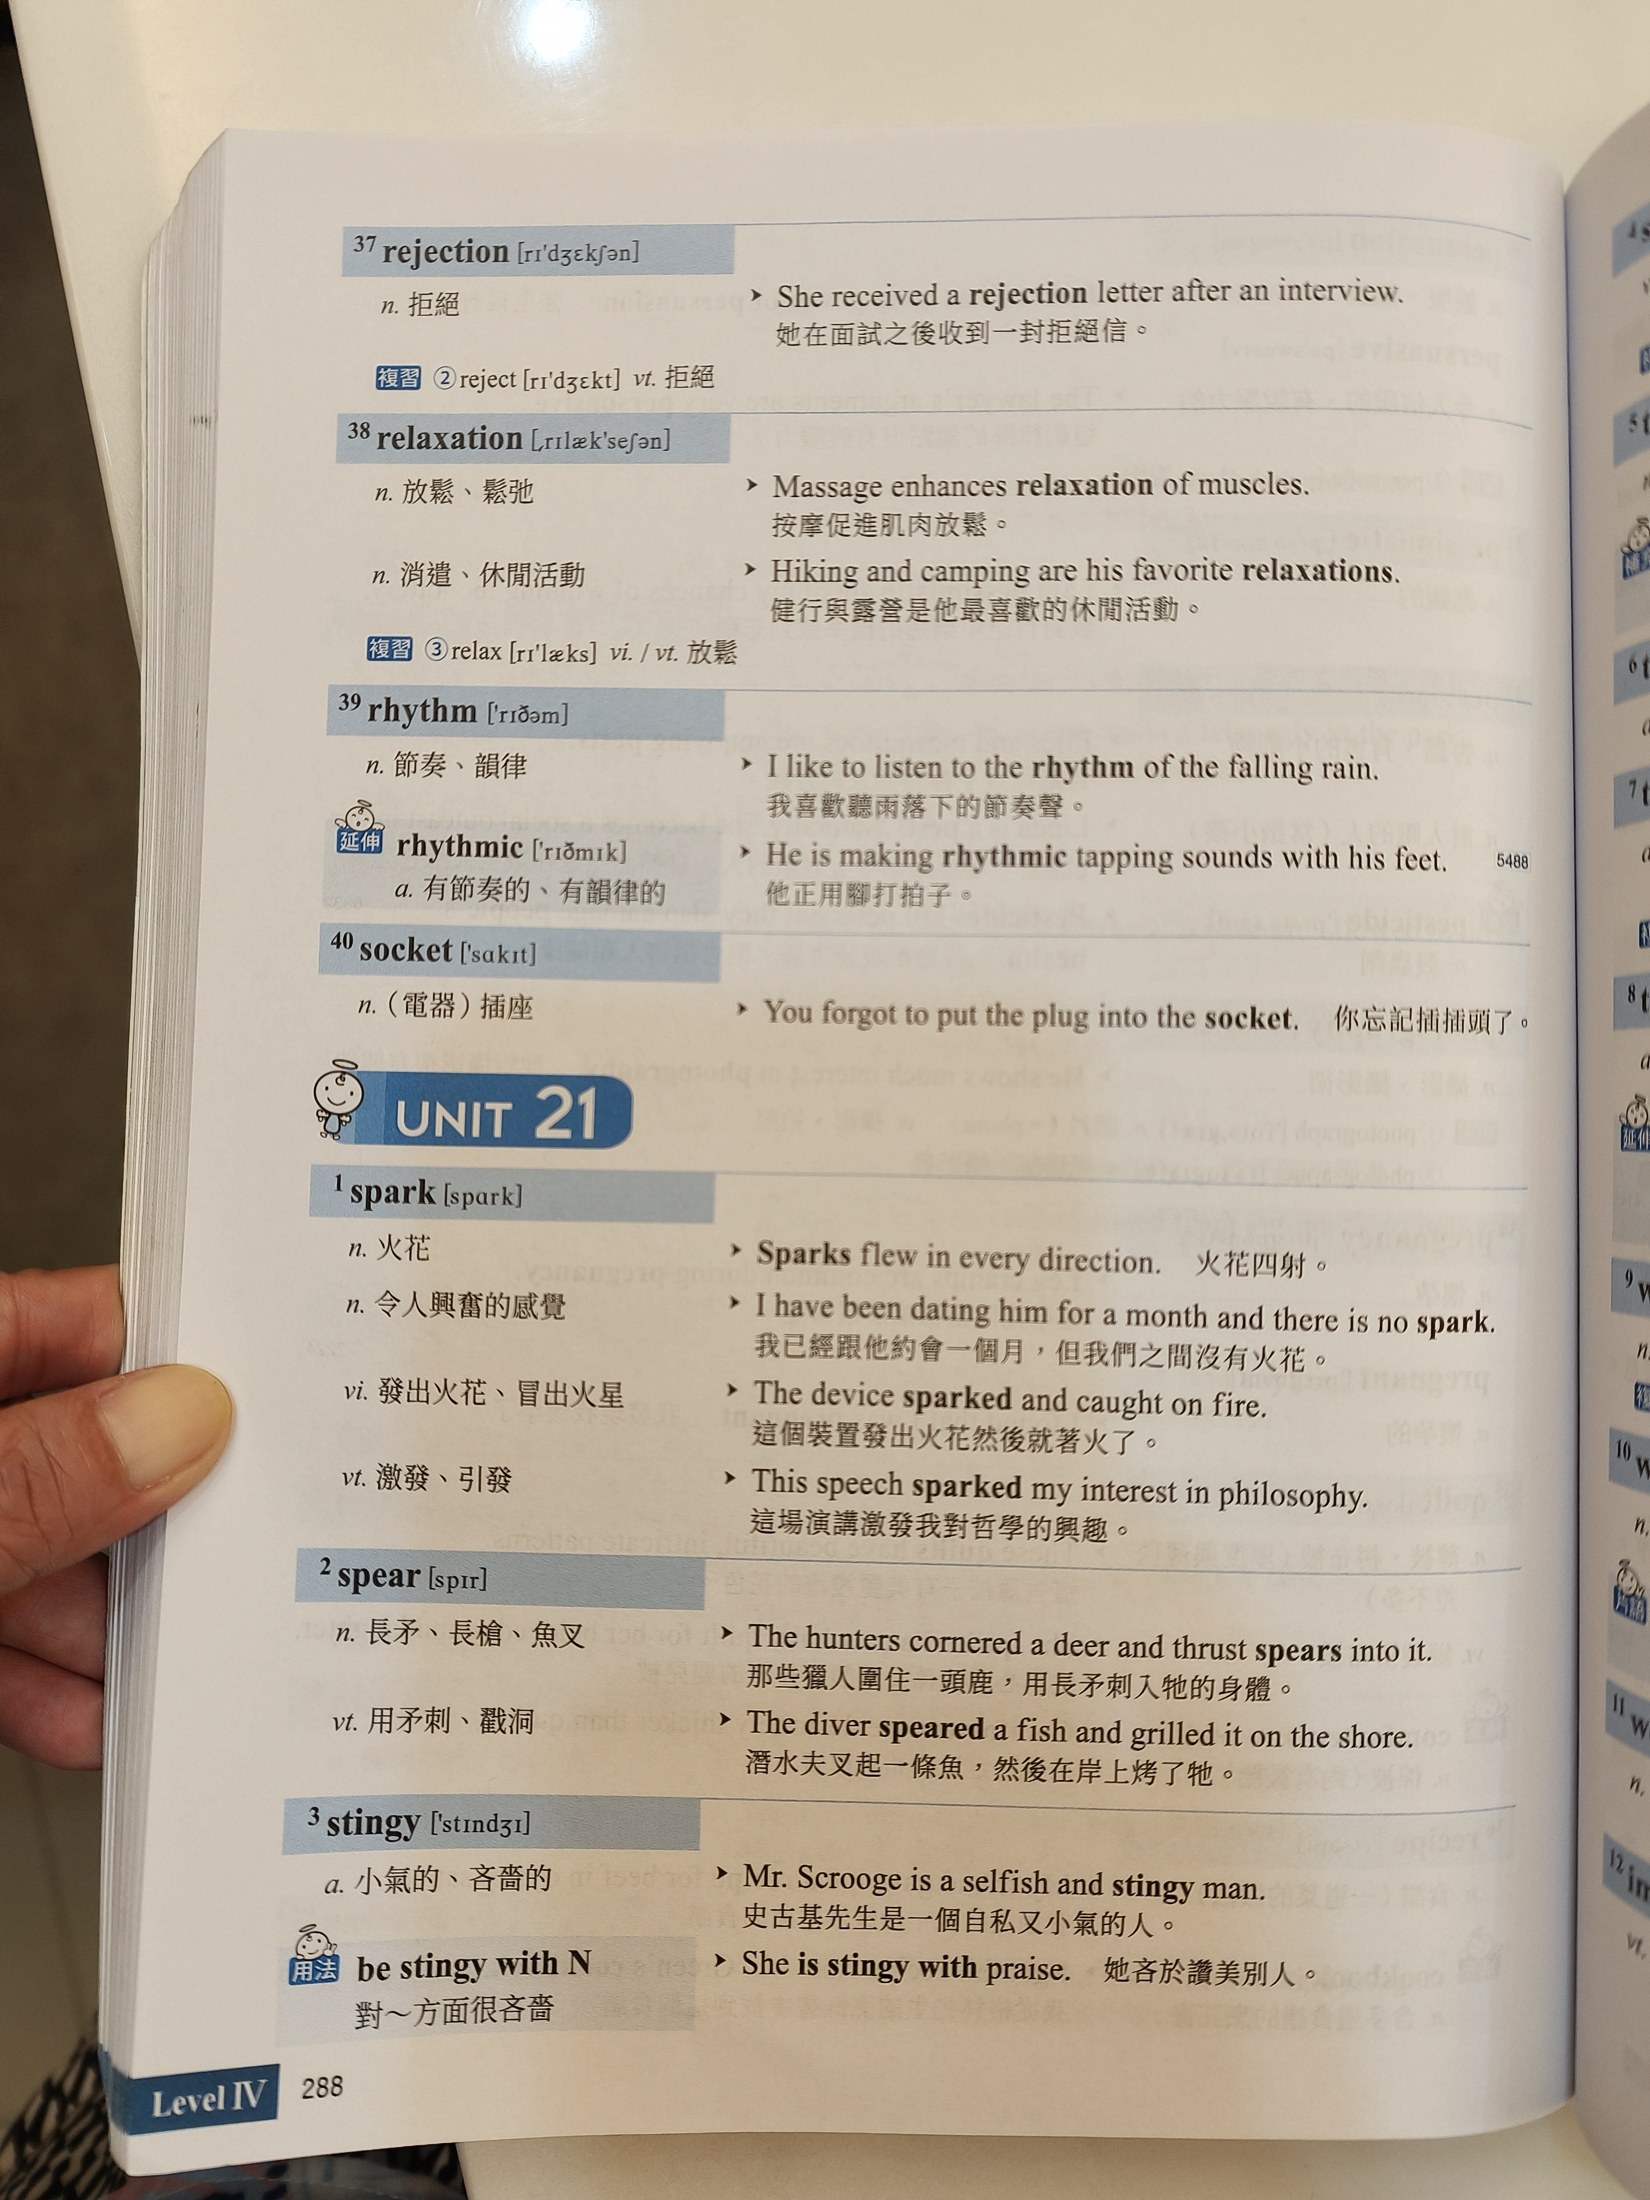 37 rejection [rɪˈdʒɛkʃən]
n. 拒絕
➤ She received a rejection letter after an interview.
她在面試之後收到一封拒絕信。
複習 ②reject [rɪˈdʒɛkt] vt. 拒絕
38 relaxation [ˌrɪlækˈseʃən]
n. 放鬆、鬆弛
➤ Massage enhances relaxation of muscles.
按摩促進肌肉放鬆。
n. 消遣、休閒活動
➤ Hiking and camping are his favorite relaxations.
健行與露營是他最喜歡的休閒活動。
複習 ③relax [rɪˈlæks] vi. / vt. 放鬆
39 rhythm [ˈrɪðəm]
n. 節奏、韻律
➤ I like to listen to the rhythm of the falling rain.
我喜歡聽雨落下的節奏聲。
延伸 rhythmic [ˈrɪðmɪk]
➤ He is making rhythmic tapping sounds with his feet. 5488
a. 有節奏的、有韻律的
他正用腳打拍子。
40 socket [ˈsɑkɪt]
n.（電器）插座
➤ You forgot to put the plug into the socket. 你忘記插插頭了。
UNIT 21
1 spark [spɑrk]
n. 火花
➤ Sparks flew in every direction. 火花四射。
n. 令人興奮的感覺
➤ I have been dating him for a month and there is no spark.
我已經跟他約會一個月，但我們之間沒有火花。
vi. 發出火花、冒出火星
➤ The device sparked and caught on fire.
這個裝置發出火花然後就著火了。
vt. 激發、引發
➤ This speech sparked my interest in philosophy.
這場演講激發我對哲學的興趣。
2 spear [spɪr]
n. 長矛、長槍、魚叉
➤ The hunters cornered a deer and thrust spears into it.
那些獵人圍住一頭鹿，用長矛刺入牠的身體。
vt. 用矛刺、戳洞
➤ The diver speared a fish and grilled it on the shore.
潛水夫叉起一條魚，然後在岸上烤了牠。
3 stingy [ˈstɪndʒɪ]
a. 小氣的、吝嗇的
➤ Mr. Scrooge is a selfish and stingy man.
史古基先生是一個自私又小氣的人。
用法 be stingy with N
➤ She is stingy with praise. 她吝於讚美別人。
對～方面很吝嗇
Level IV 288